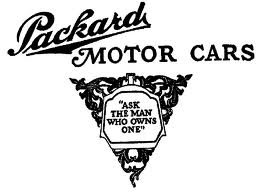 Packard
MOTOR CARS
"ASK
THE MAN
WHO OWNS
ONE"